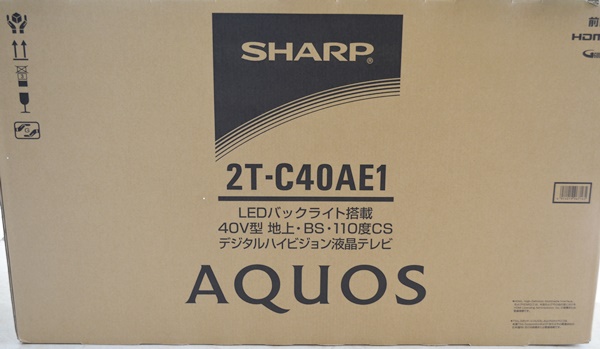 SHARP®
2T-C40AE1
LEDバックライト搭載
40V型 地上・BS・110度CS
デジタルハイビジョン液晶テレビ
AQUOS
前
HDM